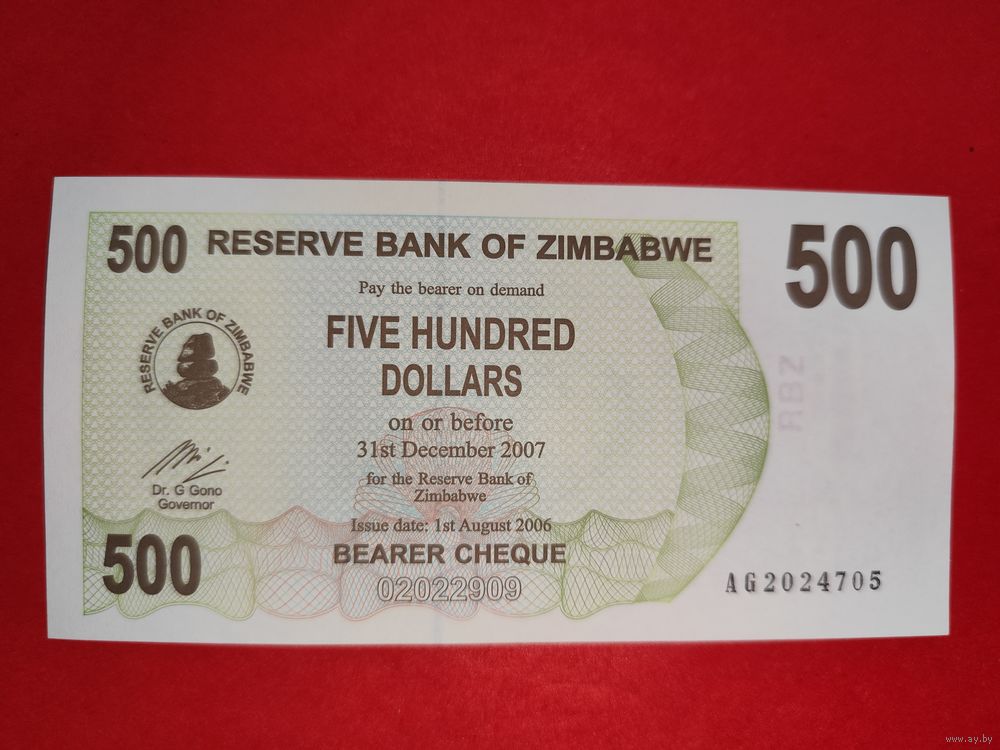 500 RESERVE BANK OF ZIMBABWE 500
Pay the bearer on demand
FIVE HUNDRED
DOLLARS
RESERVE BANK OF ZIMBABWE
on or before
31st December 2007
for the Reserve Bank of
Zimbabwe
Dr. G Gono
Governor
Issue date: 1st August 2006
500 BEARER CHEQUE
02022909
AG2024705
RBZ
www.ay.by